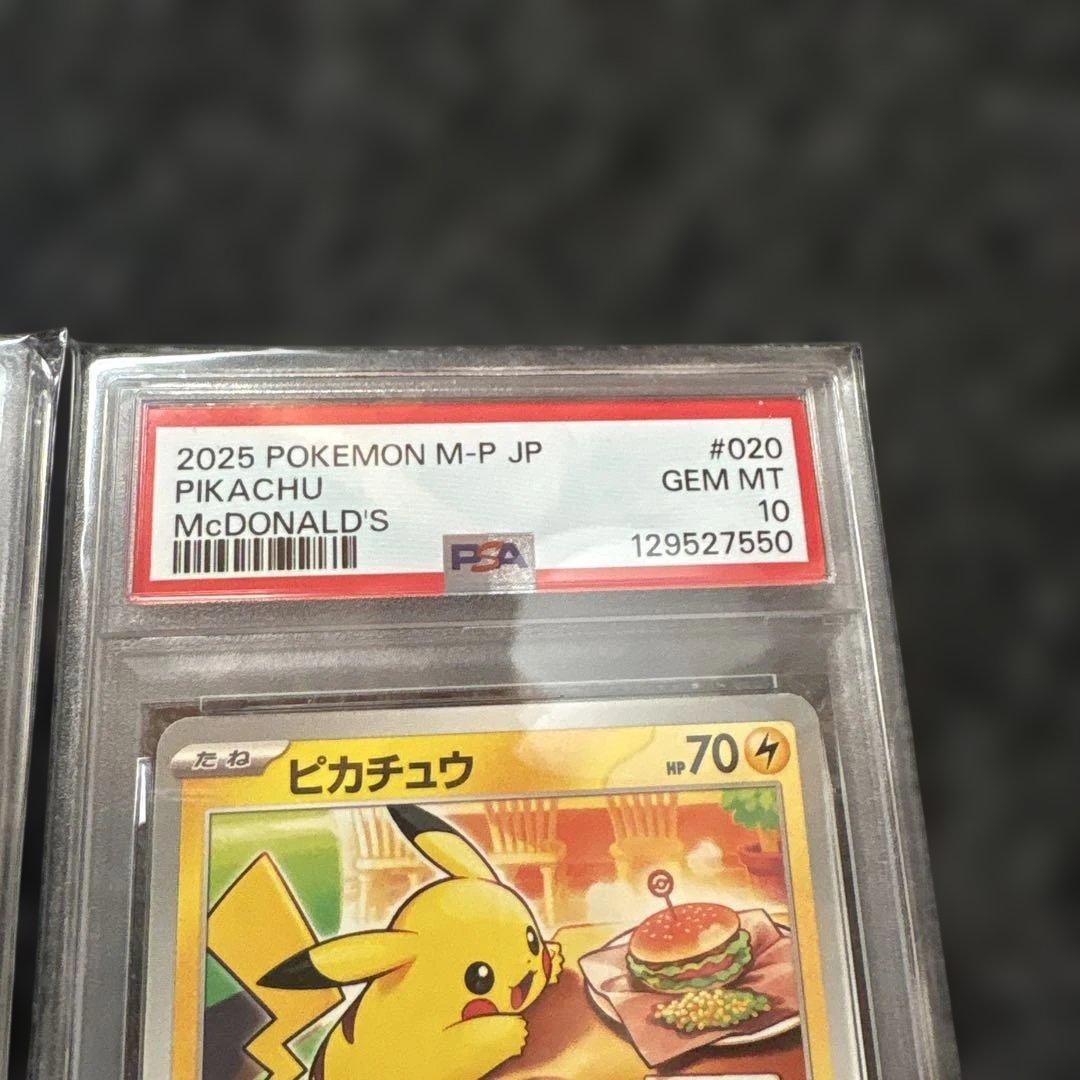 2025 POKEMON M-P JP #020
PIKACHU GEM MT
McDONALD'S 10
PSA 129527550
たね ピカチュウ HP70